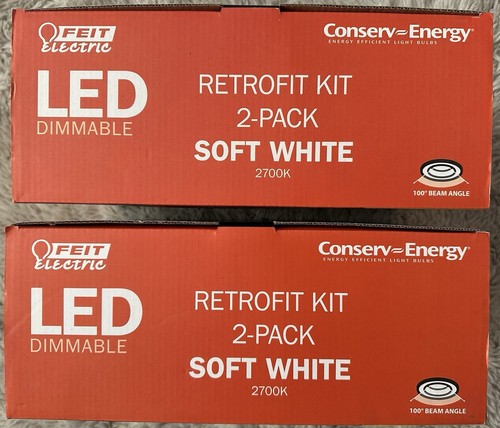 FEIT
Electric
Conserv≈Energy®
ENERGY EFFICIENT LIGHT BULBS
LED
DIMMABLE
RETROFIT KIT
2-PACK
SOFT WHITE
2700K
100° BEAM ANGLE
FEIT
Electric
Conserv≈Energy®
ENERGY EFFICIENT LIGHT BULBS
LED
DIMMABLE
RETROFIT KIT
2-PACK
SOFT WHITE
2700K
100° BEAM ANGLE